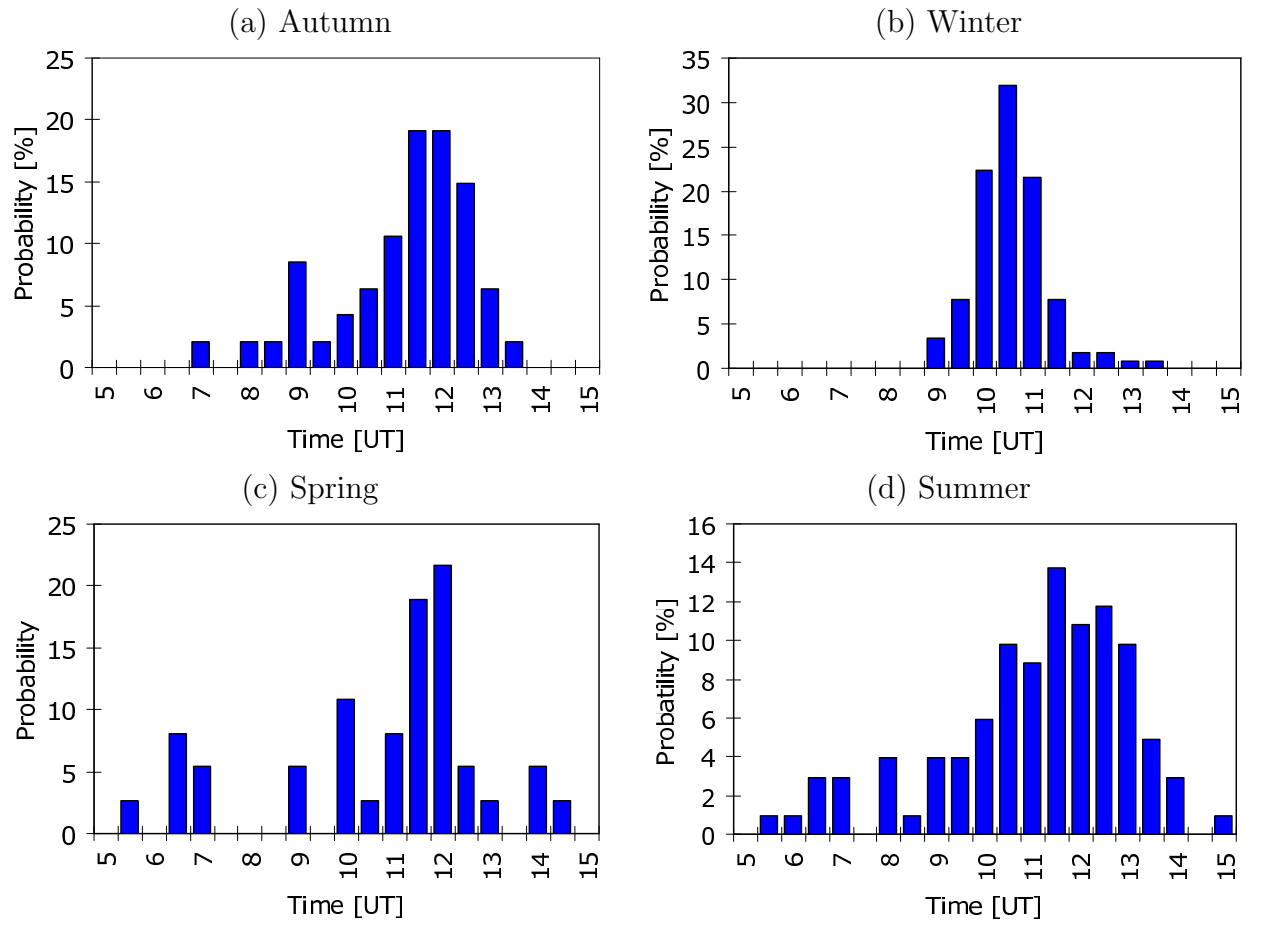 (a) Autumn
25
20
15
10
5
0
Probability [%]
5 6 7 8 9 10 11 12 13 14 15
Time [UT]
(b) Winter
35
30
25
20
15
10
5
0
Probability [%]
5 6 7 8 9 10 11 12 13 14 15
Time [UT]
(c) Spring
25
20
15
10
5
0
Probability
5 6 7 8 9 10 11 12 13 14 15
Time [UT]
(d) Summer
16
14
12
10
8
6
4
2
0
Probatility [%]
5 6 7 8 9 10 11 12 13 14 15
Time [UT]